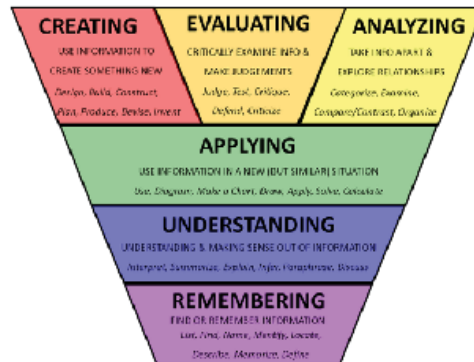 CREATING
USE INFORMATION TO
CREATE SOMETHING NEW
Design, Build, Construct,
Plan, Produce, Devise, Invent
EVALUATING
CRITICALLY EXAMINE INFO &
MAKE JUDGEMENTS
Judge, Test, Critique,
Defend, Criticize
ANALYZING
TAKE INFO APART &
EXPLORE RELATIONSHIPS
Categorize, Examine,
Compare/Contrast, Organize
APPLYING
USE INFORMATION IN A NEW (BUT SIMILAR) SITUATION
Use, Diagram, Make a Chart, Draw, Apply, Solve, Calculate
UNDERSTANDING
UNDERSTANDING & MAKING SENSE OUT OF INFORMATION
Interpret, Summarize, Explain, Infer, Paraphrase, Discuss
REMEMBERING
FIND OR REMEMBER INFORMATION
List, Find, Name, Identify, Locate,
Describe, Memorize, Define